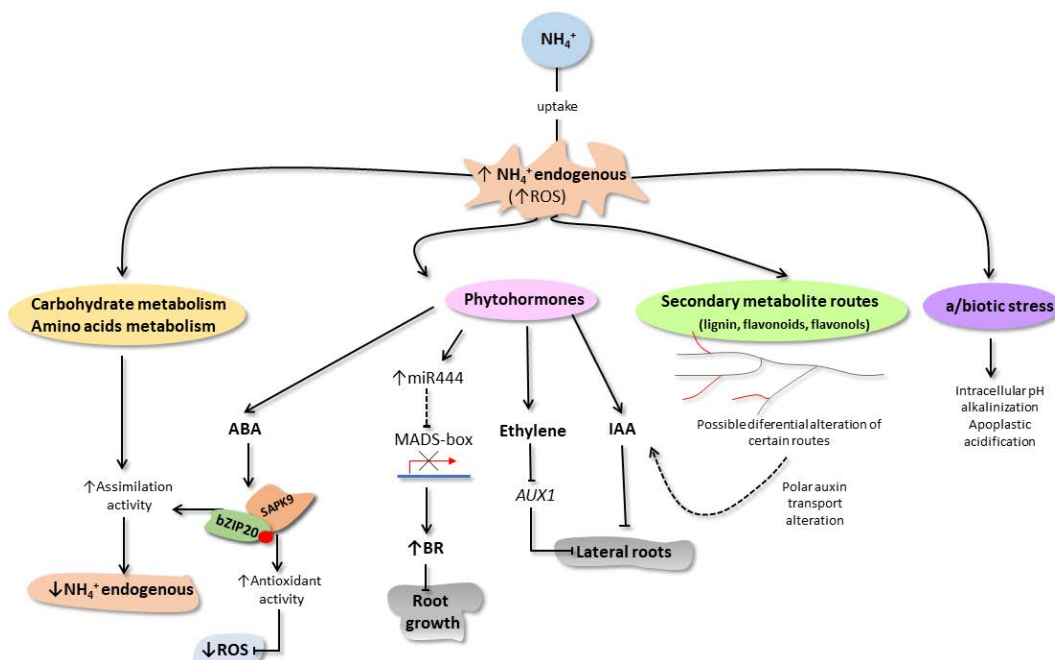 NH₄⁺
uptake
↑ NH₄⁺ endogenous
(↑ROS)
Carbohydrate metabolism
Amino acids metabolism
Phytohormones
Secondary metabolite routes
(lignin, flavonoids, flavonols)
a/biotic stress
↑miR444
MADS-box
ABA
Ethylene
IAA
AUX1
Possible diferential alteration of
certain routes
Intracellular pH
alkalinization
Apoplastic
acidification
Polar auxin
transport
alteration
↑Assimilation
activity
SAPK9
bZIP20
↑BR
Lateral roots
↓NH₄⁺ endogenous
↑Antioxidant
activity
Root
growth
↓ROS